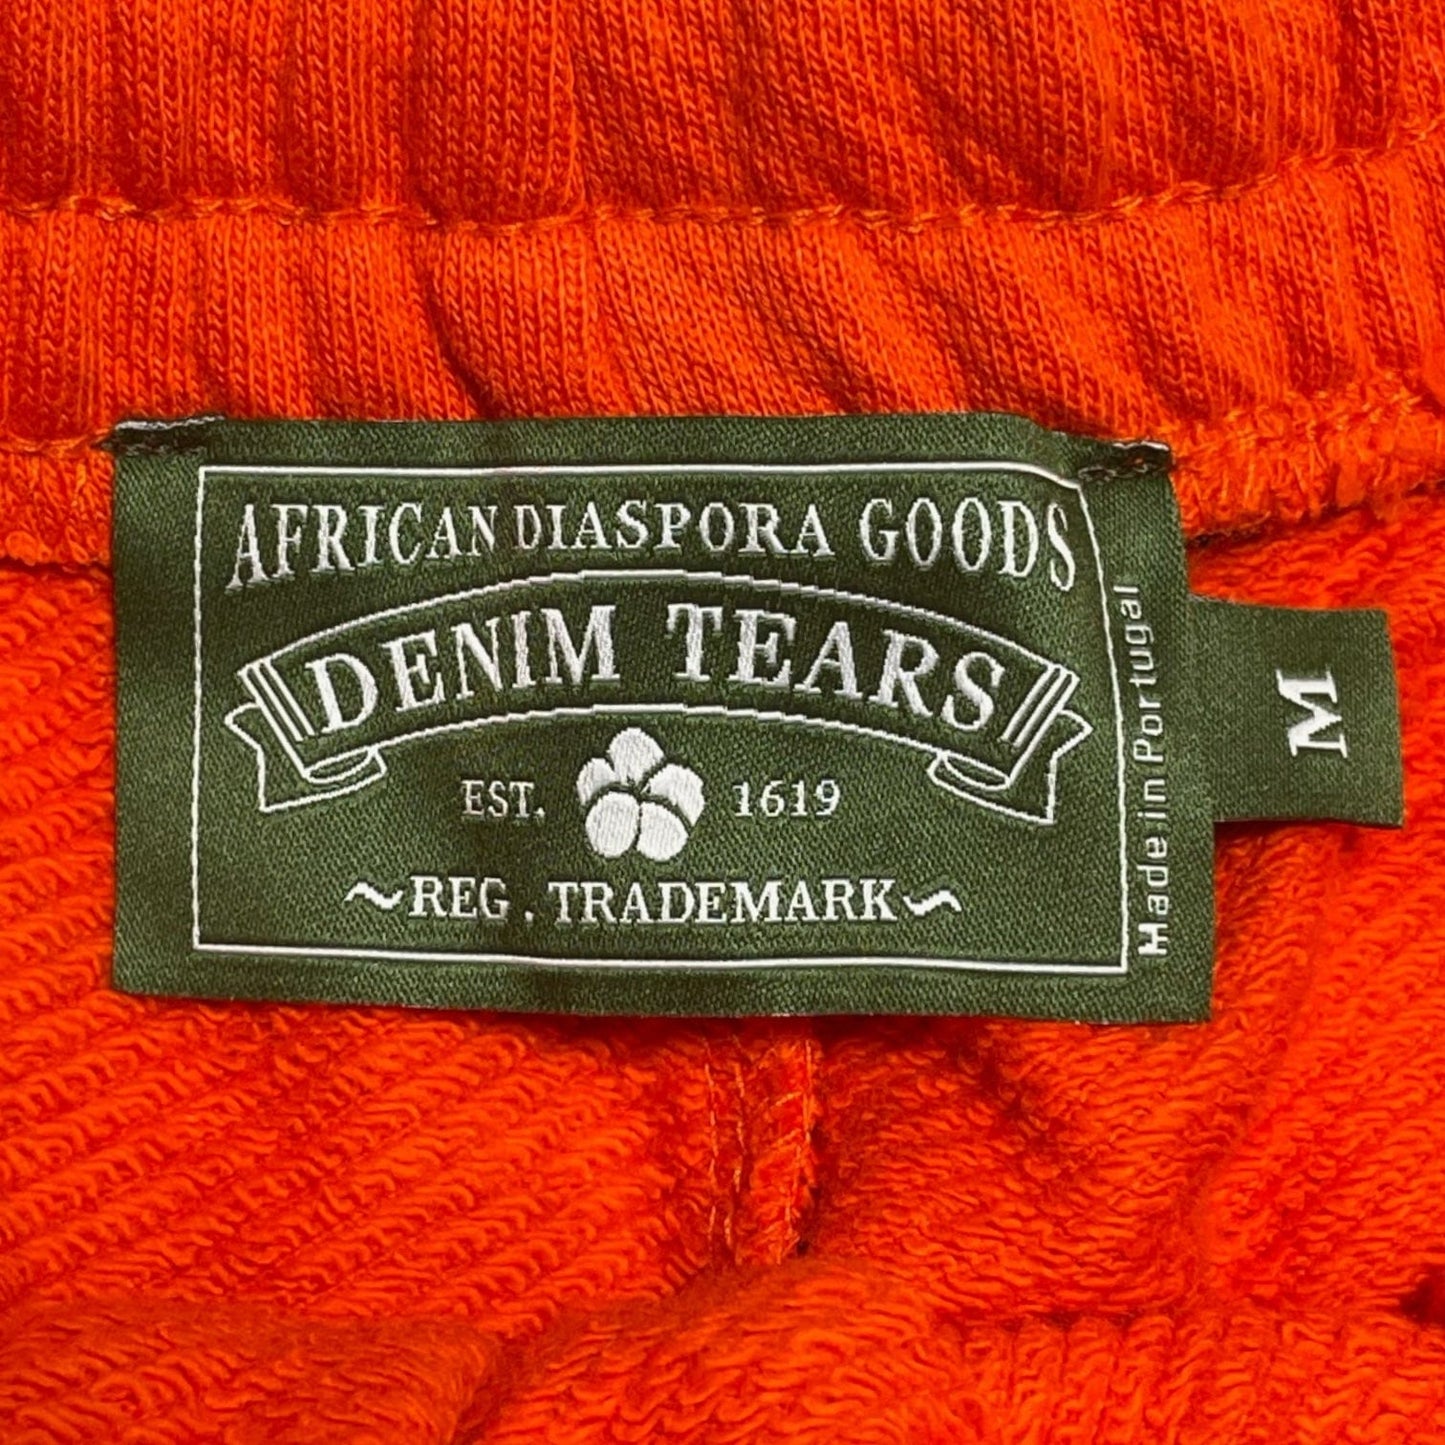 AFRICAN DIASPORA GOODS
DENIM TEARS
EST. 1619
~REG. TRADEMARK~
Made in Portugal
M